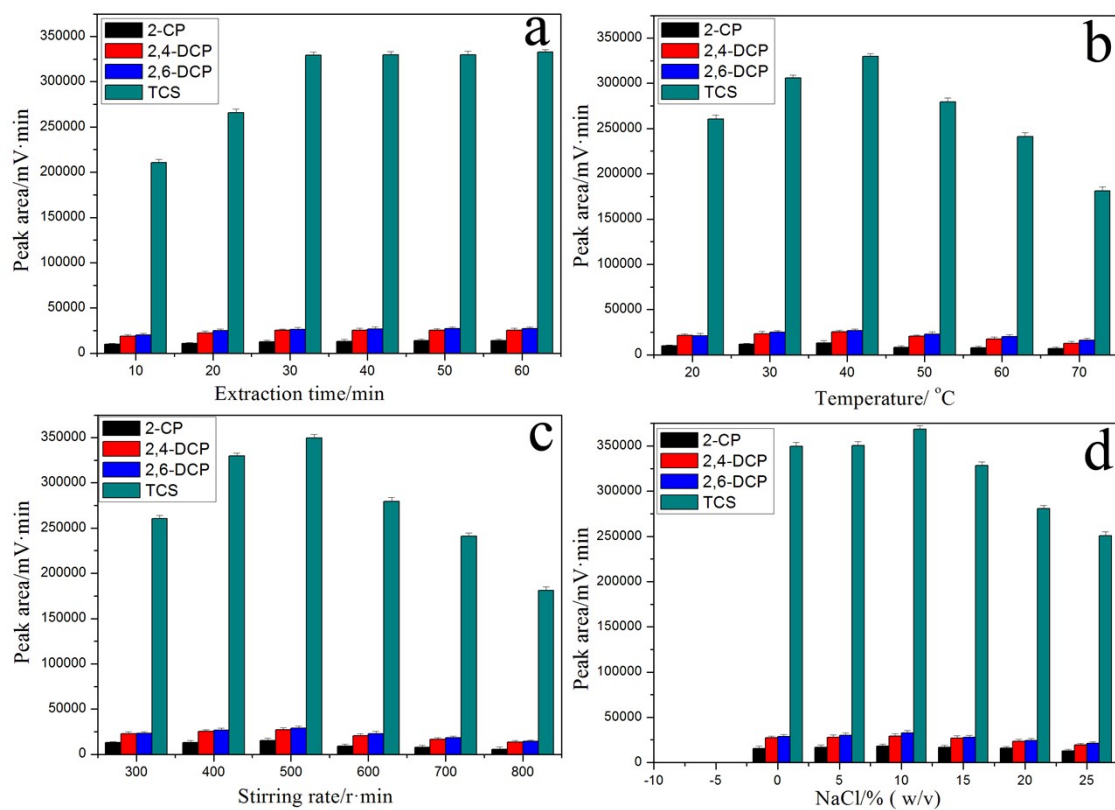 a
2-CP
2,4-DCP
2,6-DCP
TCS
Peak area/mV·min
350000
300000
250000
200000
150000
100000
50000
0
10 20 30 40 50 60
Extraction time/min
b
2-CP
2,4-DCP
2,6-DCP
TCS
Peak area/mV·min
350000
300000
250000
200000
150000
100000
50000
0
20 30 40 50 60 70
Temperature/ °C
c
2-CP
2,4-DCP
2,6-DCP
TCS
Peak area/mV·min
350000
300000
250000
200000
150000
100000
50000
0
300 400 500 600 700 800
Stirring rate/r·min
d
2-CP
2,4-DCP
2,6-DCP
TCS
Peak area/mV·min
350000
300000
250000
200000
150000
100000
50000
0
-10 -5 0 5 10 15 20 25
NaCl/% ( w/v)